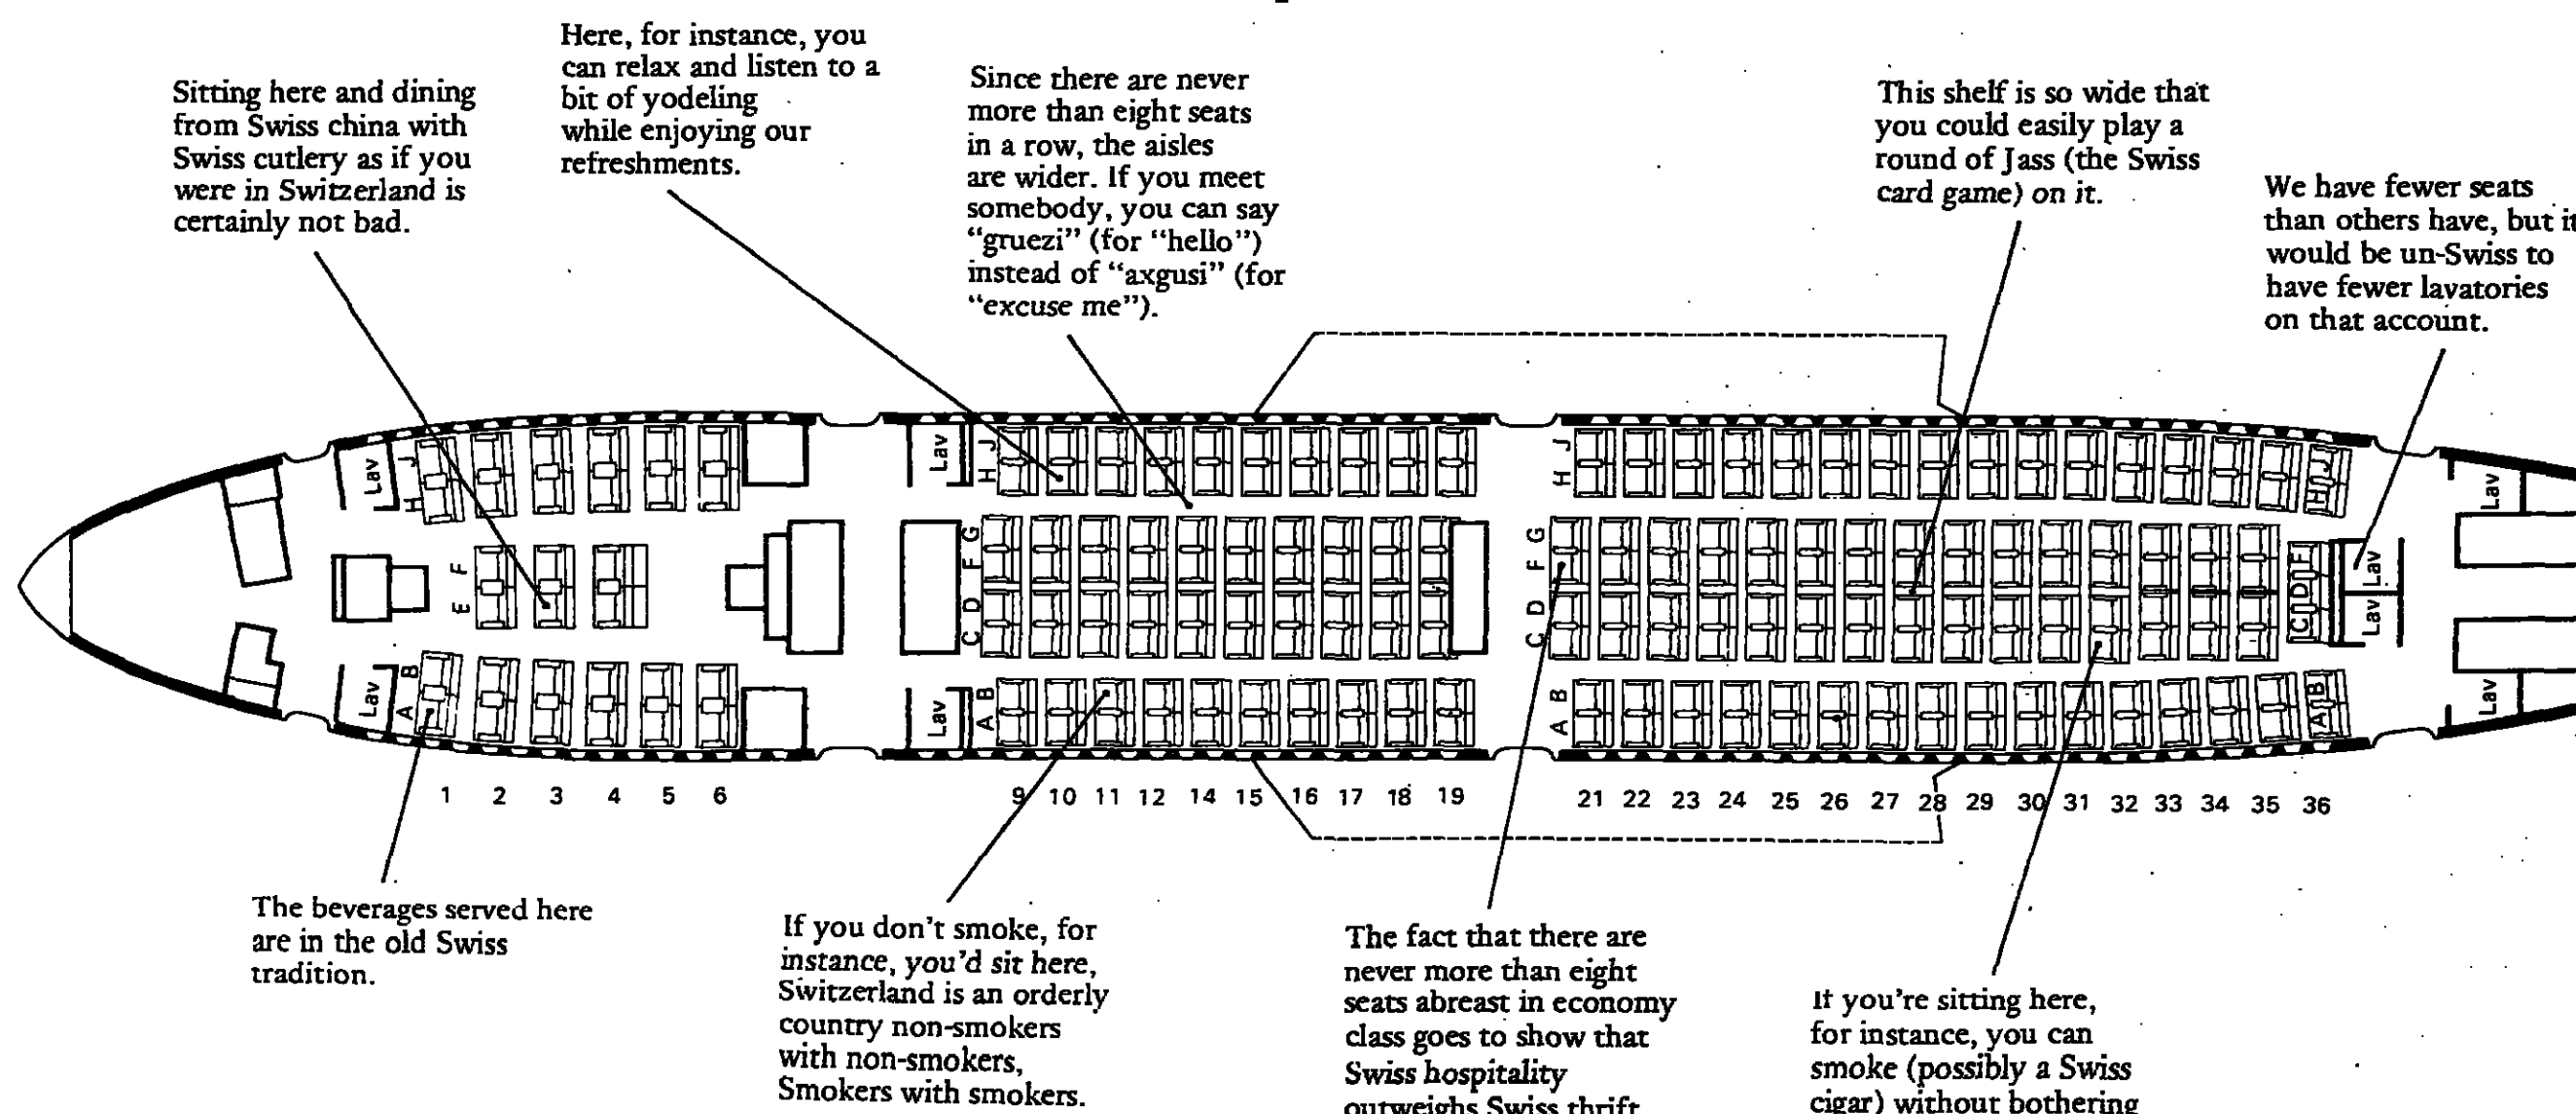 Sitting here and dining
from Swiss china with
Swiss cutlery as if you
were in Switzerland is
certainly not bad.
Here, for instance, you
can relax and listen to a
bit of yodeling
while enjoying our
refreshments.
Since there are never
more than eight seats
in a row, the aisles
are wider. If you meet
somebody, you can say
“gruezi” (for “hello”)
instead of “axgusi” (for
“excuse me”).
This shelf is so wide that
you could easily play a
round of Jass (the Swiss
card game) on it.
We have fewer seats
than others have, but it
would be un-Swiss to
have fewer lavatories
on that account.
Lav
J
H
Lav
J
H
J
H
J
H
Lav
F
E
G
F
D
C
G
F
D
C
F
D
C
Lav
Lav
Lav
B
A
Lav
B
A
B
A
B
A
Lav
1 2 3 4 5 6 9 10 11 12 14 15 16 17 18 19 21 22 23 24 25 26 27 28 29 30 31 32 33 34 35 36
The beverages served here
are in the old Swiss
tradition.
If you don’t smoke, for
instance, you’d sit here,
Switzerland is an orderly
country non-smokers
with non-smokers,
Smokers with smokers.
The fact that there are
never more than eight
seats abreast in economy
class goes to show that
Swiss hospitality
outweighs Swiss thrift
If you’re sitting here,
for instance, you can
smoke (possibly a Swiss
cigar) without bothering